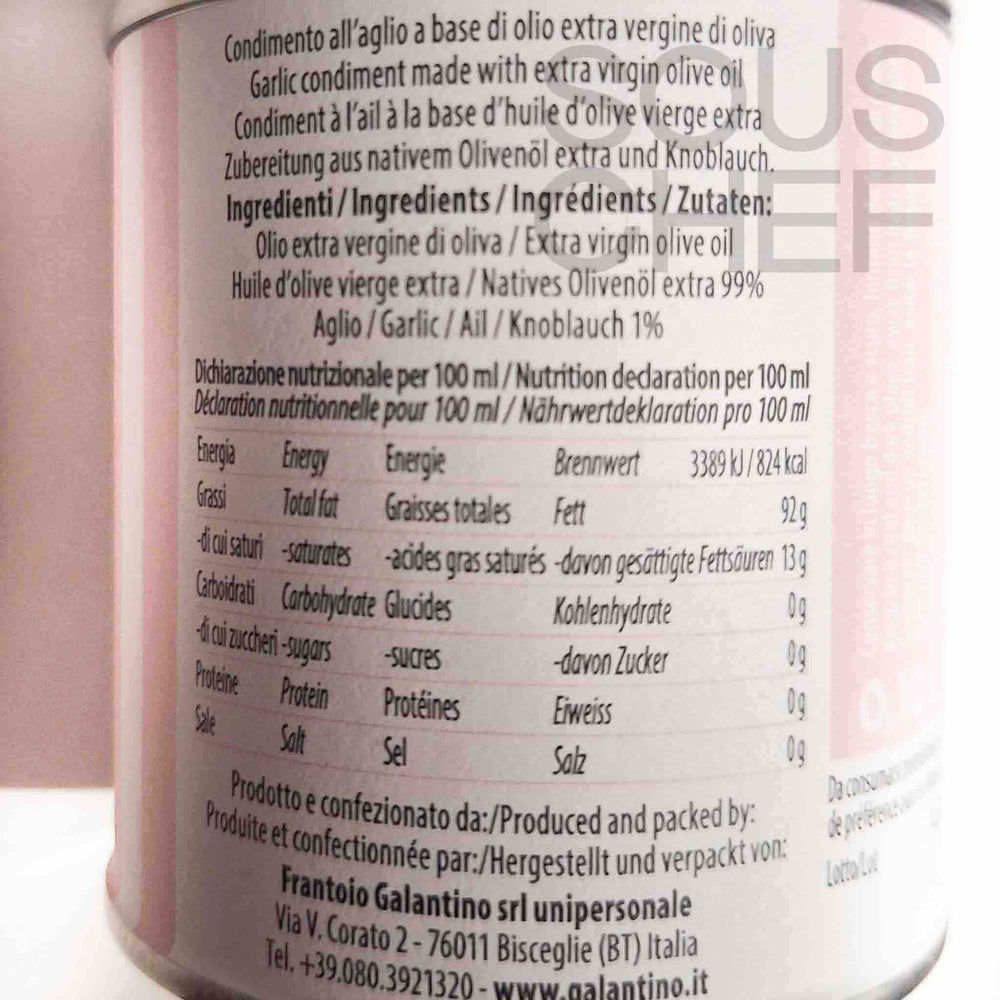 Condimento all'aglio a base di olio extra vergine di oliva
Garlic condiment made with extra virgin olive oil
Condiment à l'ail à la base d'huile d'olive vierge extra
Zubereitung aus nativem Olivenöl extra und Knoblauch.
Ingredienti / Ingredients / Ingrédients / Zutaten:
Olio extra vergine di oliva / Extra virgin olive oil
Huile d'olive vierge extra / Natives Olivenöl extra 99%
Aglio / Garlic / Ail / Knoblauch 1%
Dichiarazione nutrizionale per 100 ml / Nutrition declaration per 100 ml
Déclaration nutritionnelle pour 100 ml / Nährwertdeklaration pro 100 ml
Energia Energy Energie Brennwert 3389 kJ / 824 kcal
Grassi Total fat Graisses totales Fett 92 g
-di cui saturi -saturates -acides gras saturés -davon gesättigte Fettsäuren 13 g
Carboidrati Carbohydrate Glucides Kohlenhydrate 0 g
-di cui zuccheri -sugars -sucres -davon Zucker 0 g
Proteine Protein Protéines Eiweiss 0 g
Sale Salt Sel Salz 0 g
Prodotto e confezionato da:/Produced and packed by:
Produite et confectionnée par:/Hergestellt und verpackt von:
Frantoio Galantino srl unipersonale
Via V. Corato 2 - 76011 Bisceglie (BT) Italia
Tel. +39.080.3921320 - www.galantino.it
SOUS
CHEF
Da
de
Lotto/Lot